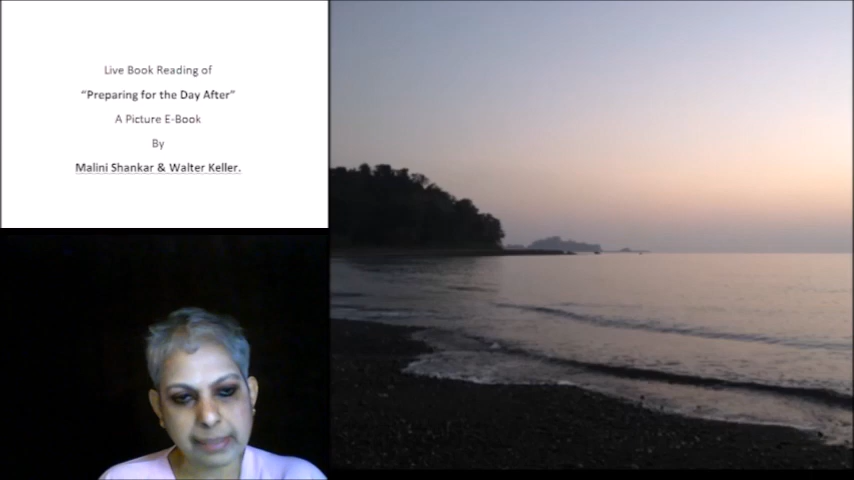 Live Book Reading of
“Preparing for the Day After”
A Picture E-Book
By
Malini Shankar & Walter Keller.